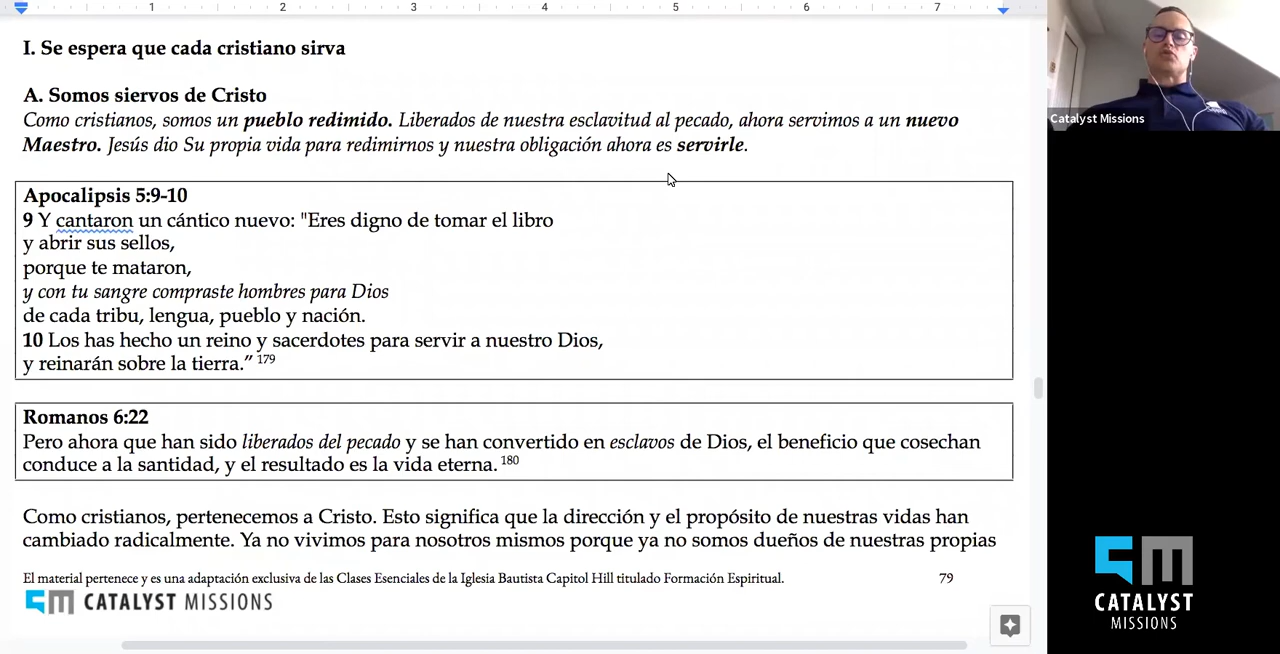 1 2 3 4 5 6 7
I. Se espera que cada cristiano sirva
A. Somos siervos de Cristo
Como cristianos, somos un pueblo redimido. Liberados de nuestra esclavitud al pecado, ahora servimos a un nuevo
Maestro. Jesús dio Su propia vida para redimirnos y nuestra obligación ahora es servirle.
Apocalipsis 5:9-10
9 Y cantaron un cántico nuevo: "Eres digno de tomar el libro
y abrir sus sellos,
porque te mataron,
y con tu sangre compraste hombres para Dios
de cada tribu, lengua, pueblo y nación.
10 Los has hecho un reino y sacerdotes para servir a nuestro Dios,
y reinarán sobre la tierra.” 179
Romanos 6:22
Pero ahora que han sido liberados del pecado y se han convertido en esclavos de Dios, el beneficio que cosechan
conduce a la santidad, y el resultado es la vida eterna. 180
Como cristianos, pertenecemos a Cristo. Esto significa que la dirección y el propósito de nuestras vidas han
cambiado radicalmente. Ya no vivimos para nosotros mismos porque ya no somos dueños de nuestras propias
El material pertenece y es una adaptación exclusiva de las Clases Esenciales de la Iglesia Bautista Capitol Hill titulado Formación Espiritual. 79
CATALYST MISSIONS
Catalyst Missions
CATALYST
MISSIONS